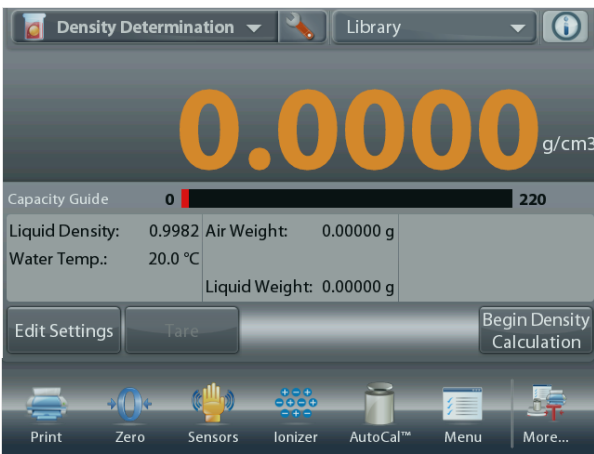 Density Determination Library
0.0000 g/cm3
Capacity Guide 0 220
Liquid Density: 0.9982 Air Weight: 0.00000 g
Water Temp.: 20.0 °C
Liquid Weight: 0.00000 g
Edit Settings Tare Begin Density
Calculation
Print Zero Sensors Ionizer AutoCal™ Menu More...